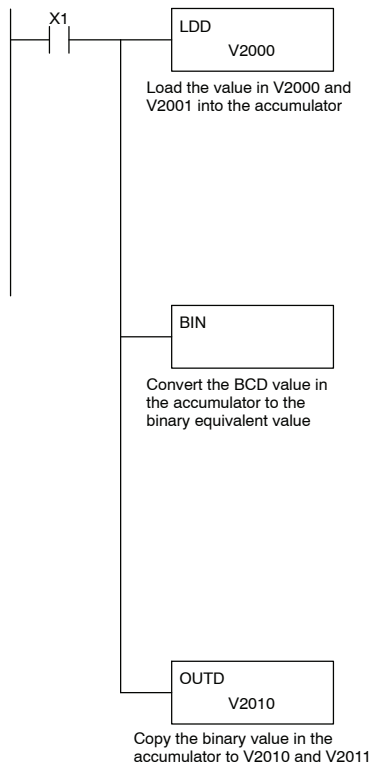 X1
LDD
V2000
Load the value in V2000 and
V2001 into the accumulator
BIN
Convert the BCD value in
the accumulator to the
binary equivalent value
OUTD
V2010
Copy the binary value in the
accumulator to V2010 and V2011